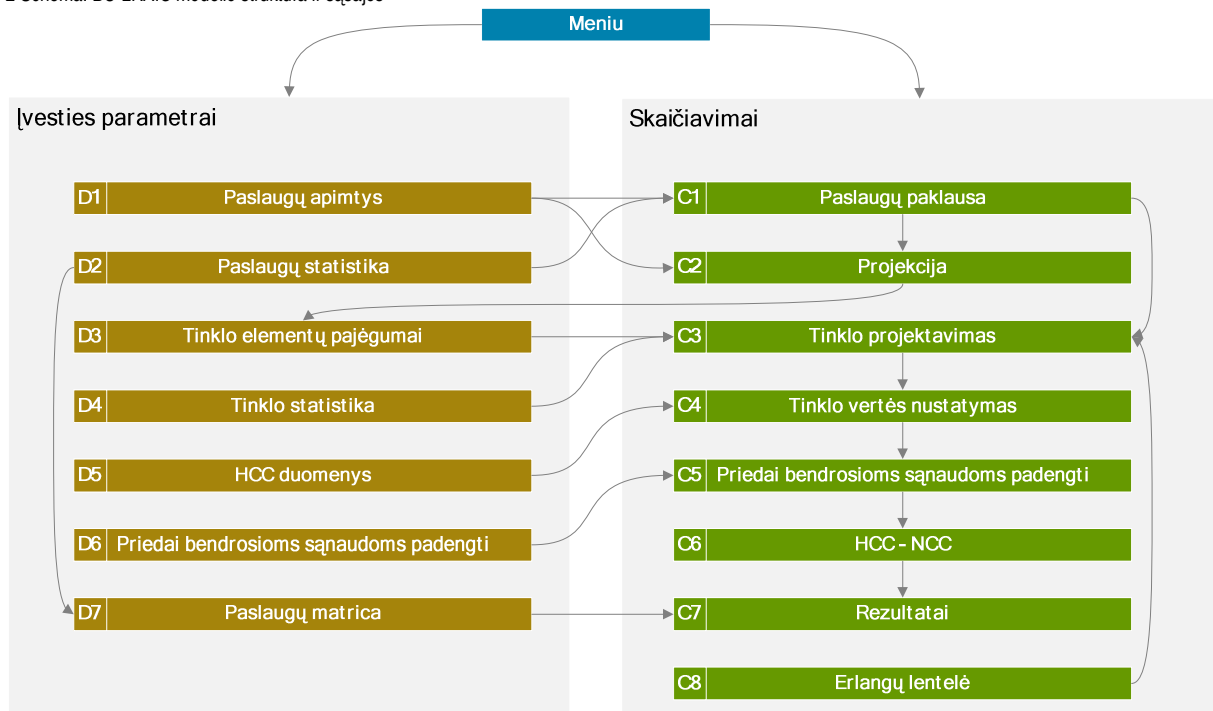 Meniu
Įvesties parametrai
D1 Paslaugų apimtys
D2 Paslaugų statistika
D3 Tinklo elementų pajėgumai
D4 Tinklo statistika
D5 HCC duomenys
D6 Priedai bendrosioms sąnaudoms padengti
D7 Paslaugų matrica
Skaičiavimai
C1 Paslaugų paklausa
C2 Projekcija
C3 Tinklo projektavimas
C4 Tinklo vertės nustatymas
C5 Priedai bendrosioms sąnaudoms padengti
C6 HCC - NCC
C7 Rezultatai
C8 Erlangų lentelė